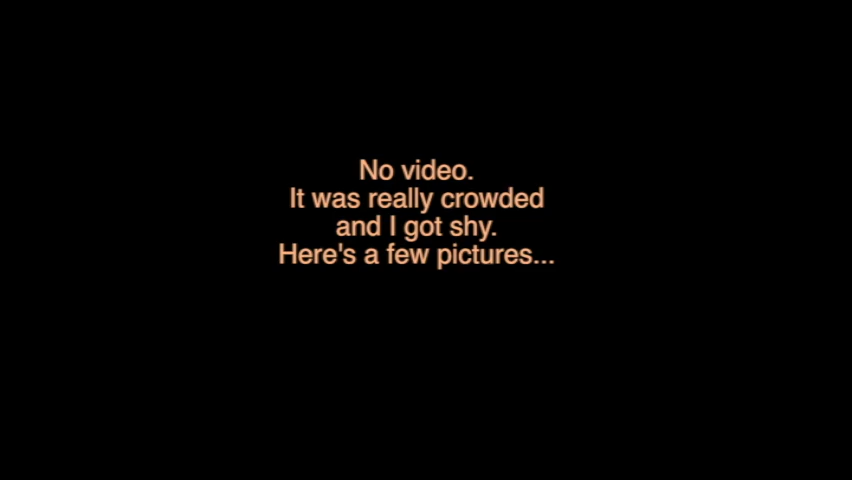 No video.
It was really crowded
and I got shy.
Here's a few pictures...